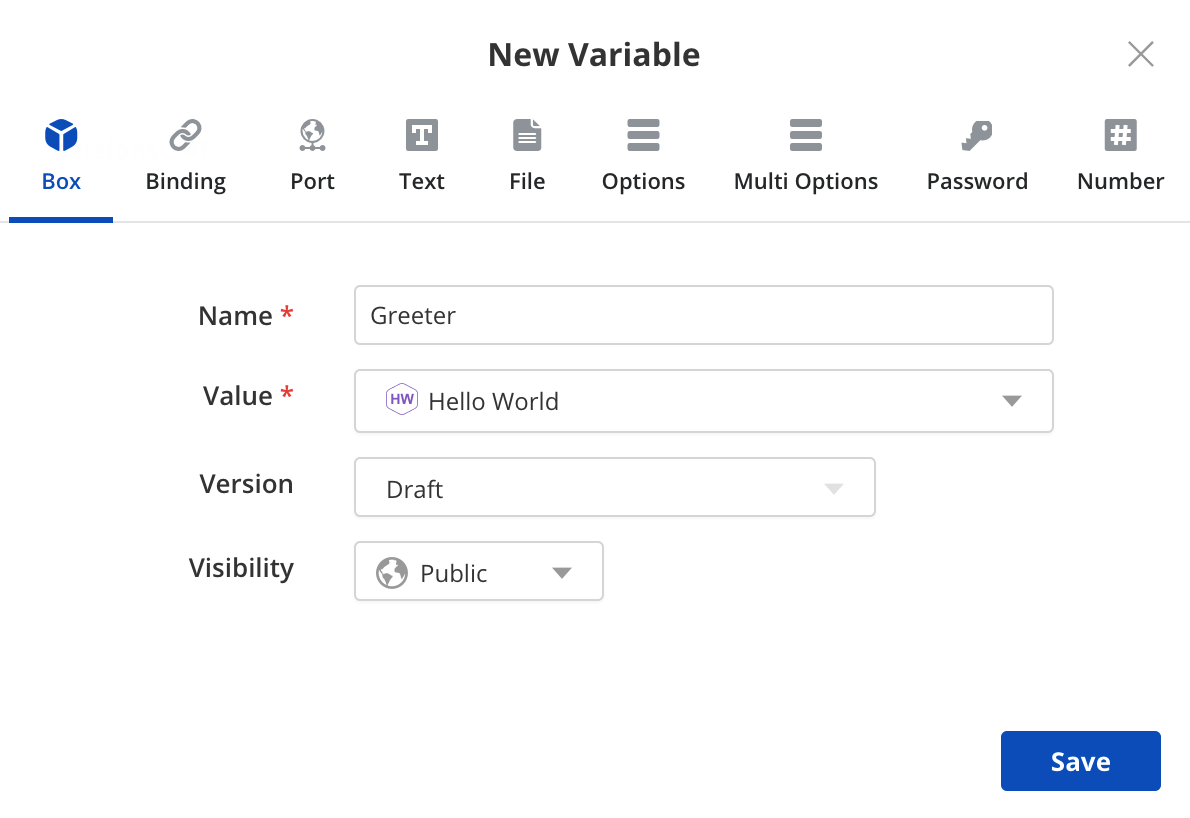 New Variable
Box Binding Port Text File Options Multi Options Password Number
Name * Greeter
Value * HW Hello World
Version Draft
Visibility Public
Save